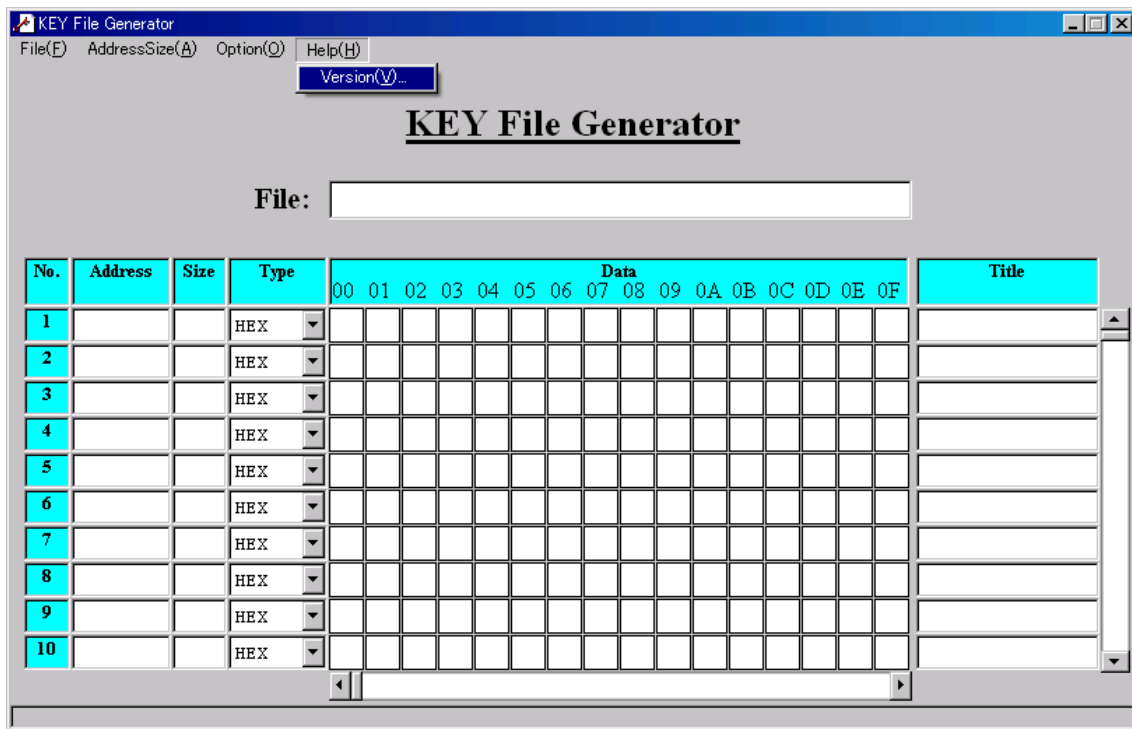 KEY File Generator
File(F) AddressSize(A) Option(O) Help(H)
Version(V)...
KEY File Generator
File:
No. Address Size Type Data Title
00 01 02 03 04 05 06 07 08 09 0A 0B 0C 0D 0E 0F
1 HEX
2 HEX
3 HEX
4 HEX
5 HEX
6 HEX
7 HEX
8 HEX
9 HEX
10 HEX